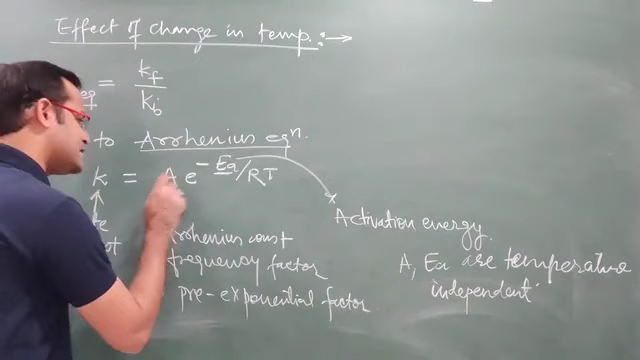 Effect of change in temp. : →
eq = kf / kb
to Arrhenius eqn.
k = A e^-Ea/RT
Activation energy.
Arrhenius const
frequency factor
pre-exponential factor
A, Ea are temperature
independent